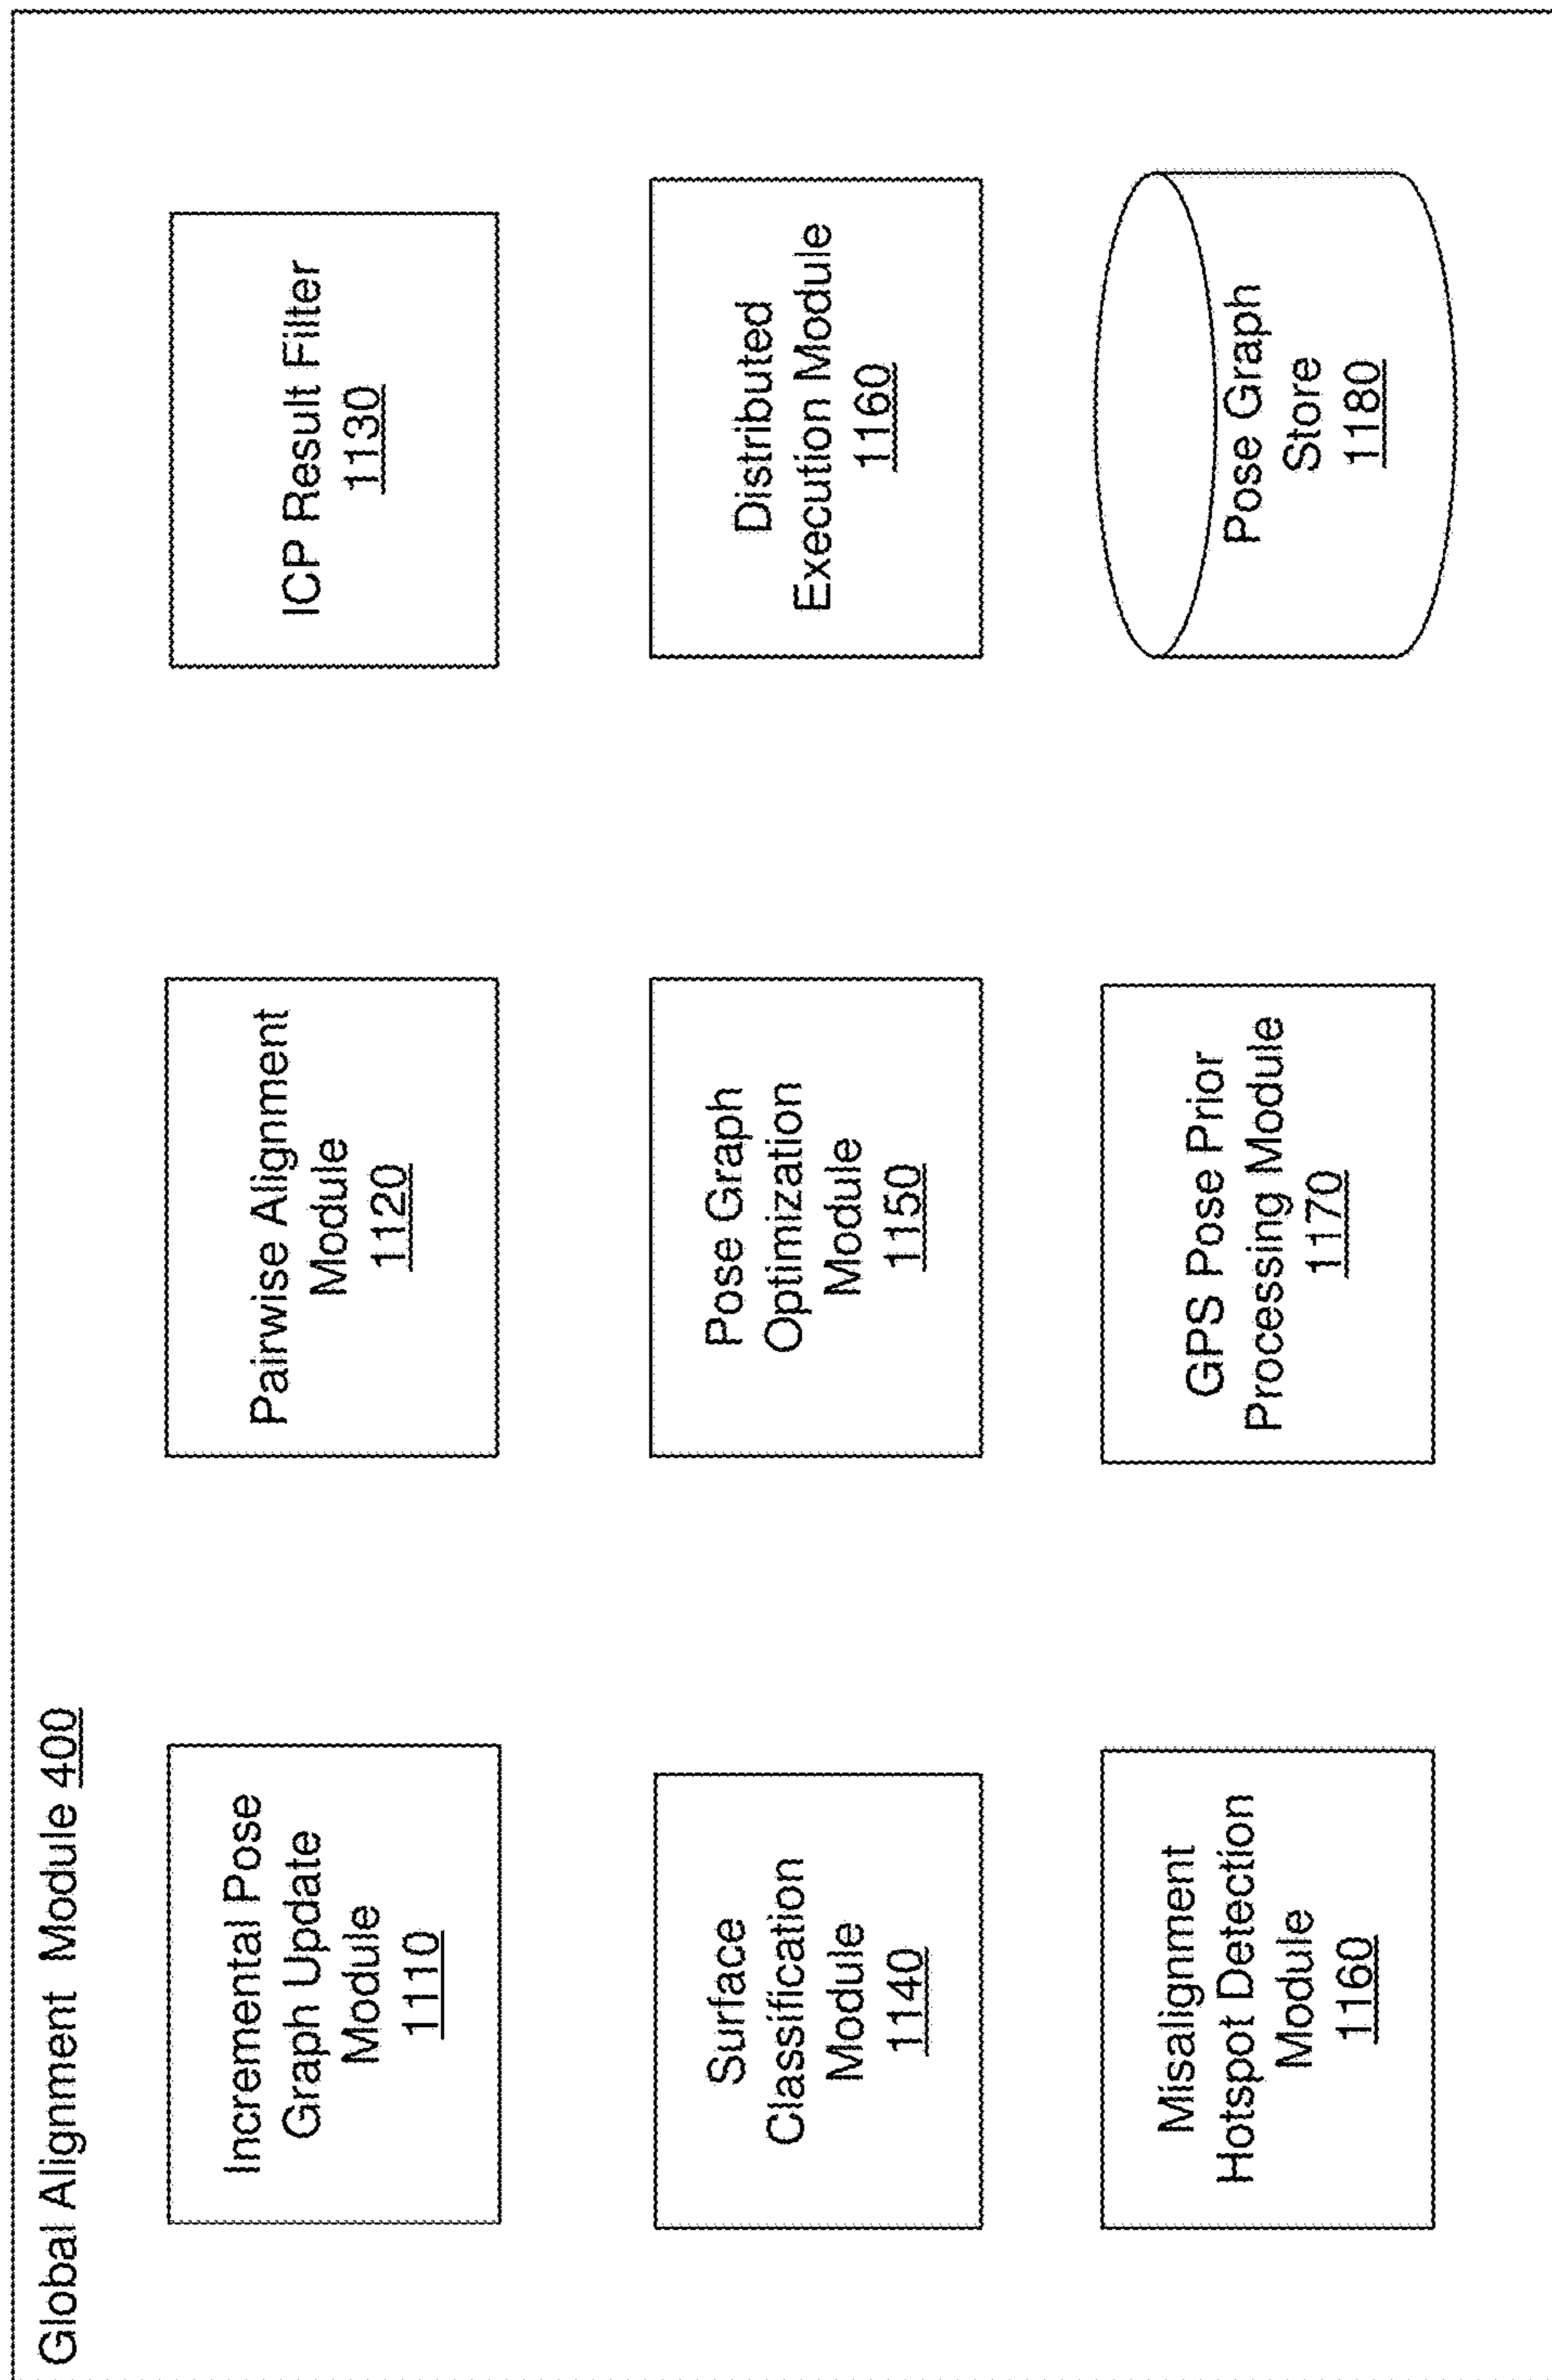 Global Alignment Module 400
Incremental Pose
Graph Update
Module
1110
Pairwise Alignment
Module
1120
ICP Result Filter
1130
Surface
Classification
Module
1140
Pose Graph
Optimization
Module
1150
Distributed
Execution Module
1160
Misalignment
Hotspot Detection
Module
1160
GPS Pose Prior
Processing Module
1170
Pose Graph
Store
1180